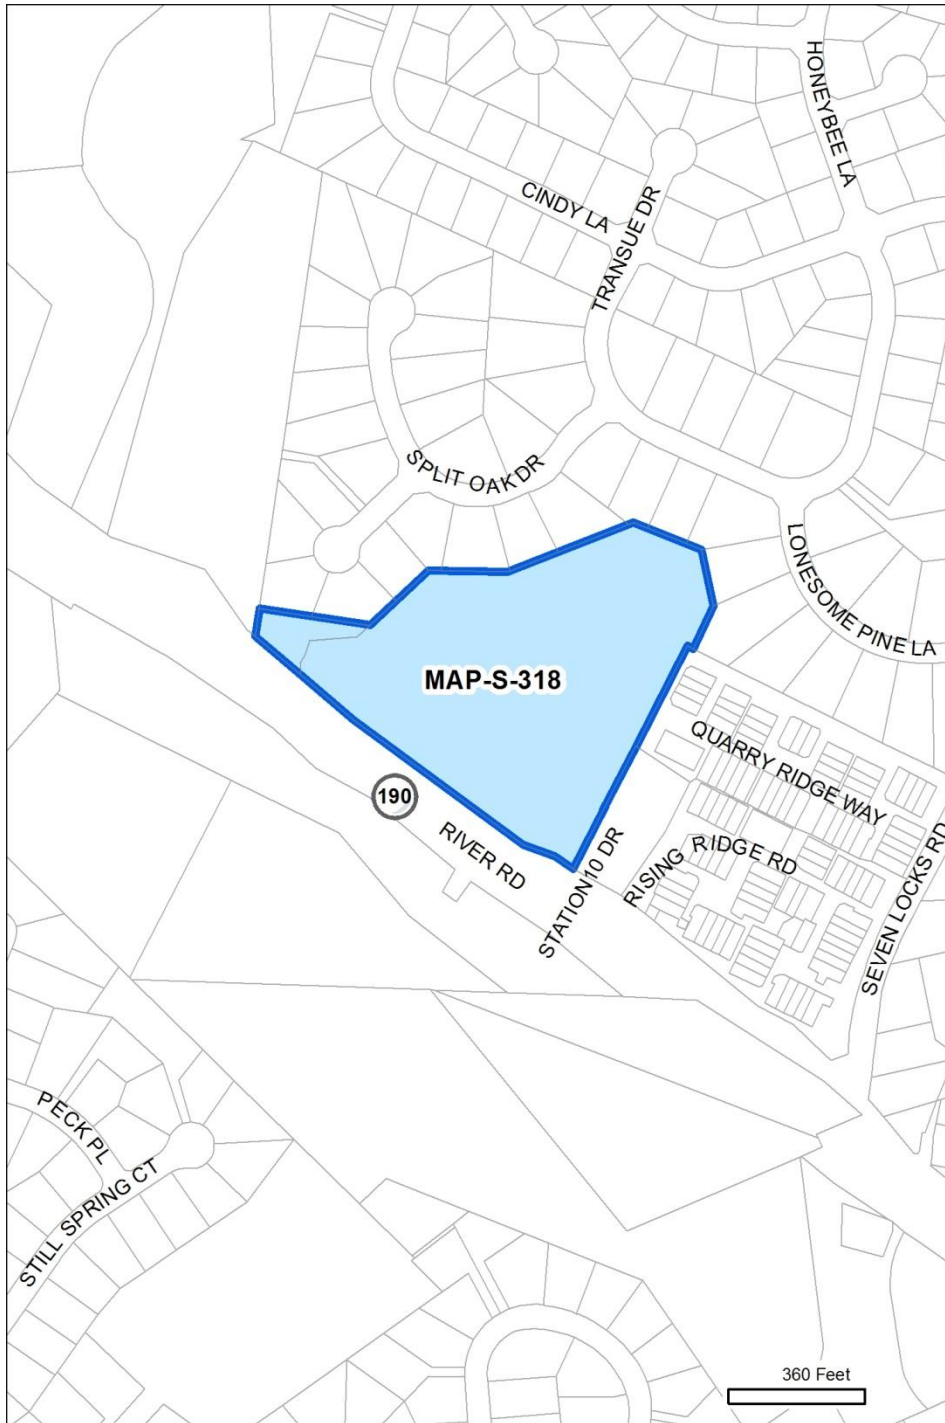 HONEYBEE LA
CINDY LA
TRANSUE DR
SPLIT OAK DR
LONESOME PINE LA
MAP-S-318
QUARRY RIDGE WAY
190
RIVER RD
STATION 10 DR
RISING RIDGE RD
SEVEN LOCKS RD
PECK PL
STILL SPRING CT
360 Feet